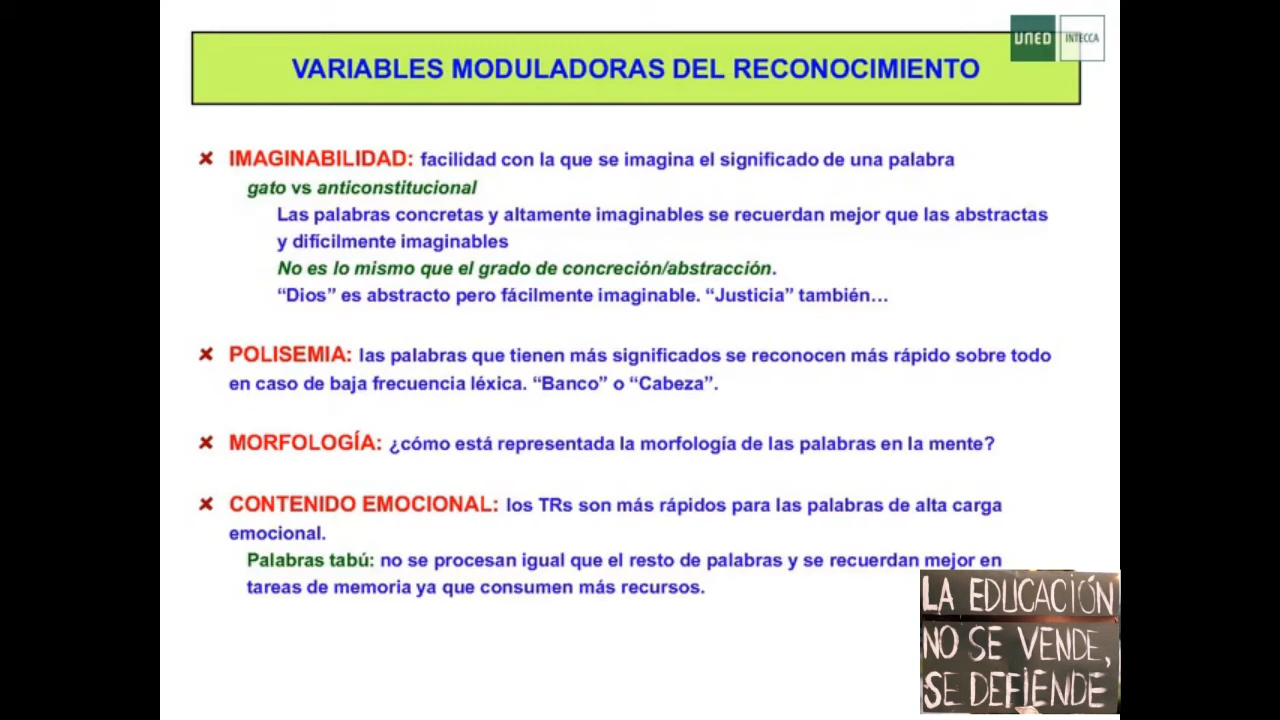 UNED INTECCA
VARIABLES MODULADORAS DEL RECONOCIMIENTO
IMAGINABILIDAD: facilidad con la que se imagina el significado de una palabra
gato vs anticonstitucional
Las palabras concretas y altamente imaginables se recuerdan mejor que las abstractas
y difícilmente imaginables
No es lo mismo que el grado de concreción/abstracción.
“Dios” es abstracto pero fácilmente imaginable. “Justicia” también…
POLISEMIA: las palabras que tienen más significados se reconocen más rápido sobre todo
en caso de baja frecuencia léxica. “Banco” o “Cabeza”.
MORFOLOGÍA: ¿cómo está representada la morfología de las palabras en la mente?
CONTENIDO EMOCIONAL: los TRs son más rápidos para las palabras de alta carga
emocional.
Palabras tabú: no se procesan igual que el resto de palabras y se recuerdan mejor en
tareas de memoria ya que consumen más recursos.
LA EDUCACIÓN
NO SE VENDE,
SE DEFIENDE